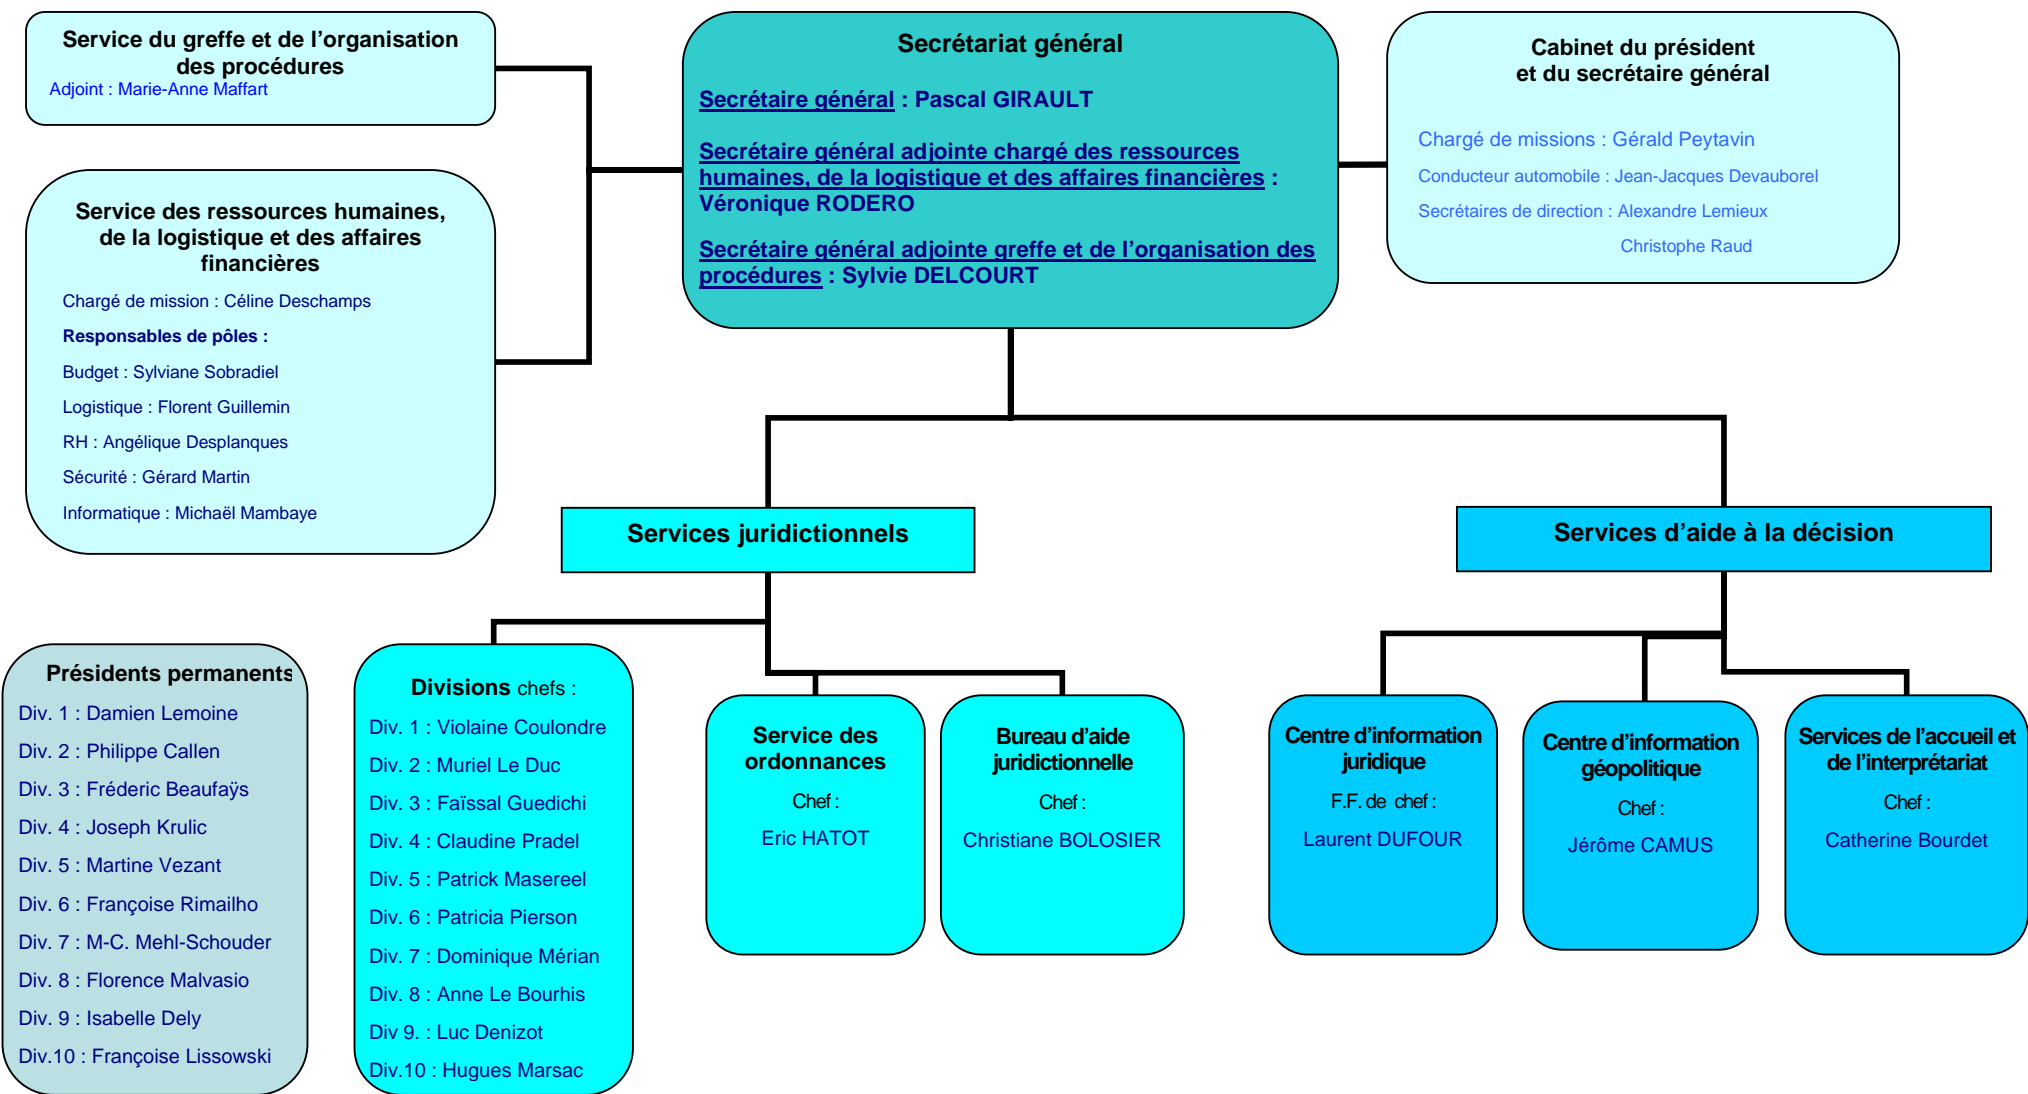 Service du greffe et de l’organisation
des procédures
Adjoint : Marie-Anne Maffart
Secrétariat général
Secrétaire général : Pascal GIRAULT
Secrétaire général adjointe chargé des ressources
humaines, de la logistique et des affaires financières :
Véronique RODERO
Secrétaire général adjointe greffe et de l’organisation des
procédures : Sylvie DELCOURT
Cabinet du président
et du secrétaire général
Chargé de missions : Gérald Peytavin
Conducteur automobile : Jean-Jacques Devauborel
Secrétaires de direction : Alexandre Lemieux
Christophe Raud
Service des ressources humaines,
de la logistique et des affaires
financières
Chargé de mission : Céline Deschamps
Responsables de pôles :
Budget : Sylviane Sobradiel
Logistique : Florent Guillemin
RH : Angélique Desplanques
Sécurité : Gérard Martin
Informatique : Michaël Mambaye
Services juridictionnels
Services d’aide à la décision
Présidents permanents
Div. 1 : Damien Lemoine
Div. 2 : Philippe Callen
Div. 3 : Fréderic Beaufaÿs
Div. 4 : Joseph Krulic
Div. 5 : Martine Vezant
Div. 6 : Françoise Rimailho
Div. 7 : M-C. Mehl-Schouder
Div. 8 : Florence Malvasio
Div. 9 : Isabelle Dely
Div.10 : Françoise Lissowski
Divisions chefs :
Div. 1 : Violaine Coulondre
Div. 2 : Muriel Le Duc
Div. 3 : Faïssal Guedichi
Div. 4 : Claudine Pradel
Div. 5 : Patrick Masereel
Div. 6 : Patricia Pierson
Div. 7 : Dominique Mérian
Div. 8 : Anne Le Bourhis
Div 9. : Luc Denizot
Div.10 : Hugues Marsac
Service des
ordonnances
Chef :
Eric HATOT
Bureau d’aide
juridictionnelle
Chef :
Christiane BOLOSIER
Centre d’information
juridique
F.F. de chef :
Laurent DUFOUR
Centre d’information
géopolitique
Chef :
Jérôme CAMUS
Services de l’accueil et
de l’interprétariat
Chef :
Catherine Bourdet